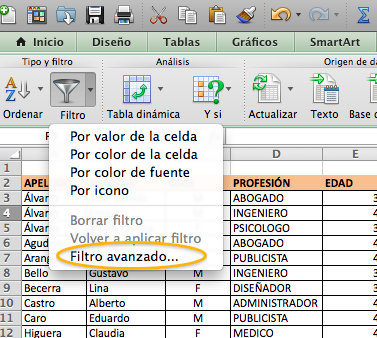 Inicio Diseño Tablas Gráficos SmartArt
Tipo y filtro Análisis Origen de da
Ordenar Filtro Tabla dinámica Y si Actualizar Texto Base d
Por valor de la celda
Por color de la celda
Por color de fuente
Por icono
Borrar filtro
Volver a aplicar filtro
Filtro avanzado...
D E
1
2 APEL PROFESIÓN EDAD
3 Álvar ABOGADO 3
4 Álvar INGENIERO 4
5 Álvar PSICOLOGO 3
6 Agud ABOGADO 4
7 Arang PUBLICISTA 4
8 Bello Gustavo M INGENIERO 3
9 Becerra Lina F DISEÑADOR 3
10 Castro Alberto M ADMINISTRADOR 4
11 Caro Eduardo M PUBLICISTA 4
12 Higuera Claudia F MEDICO 4